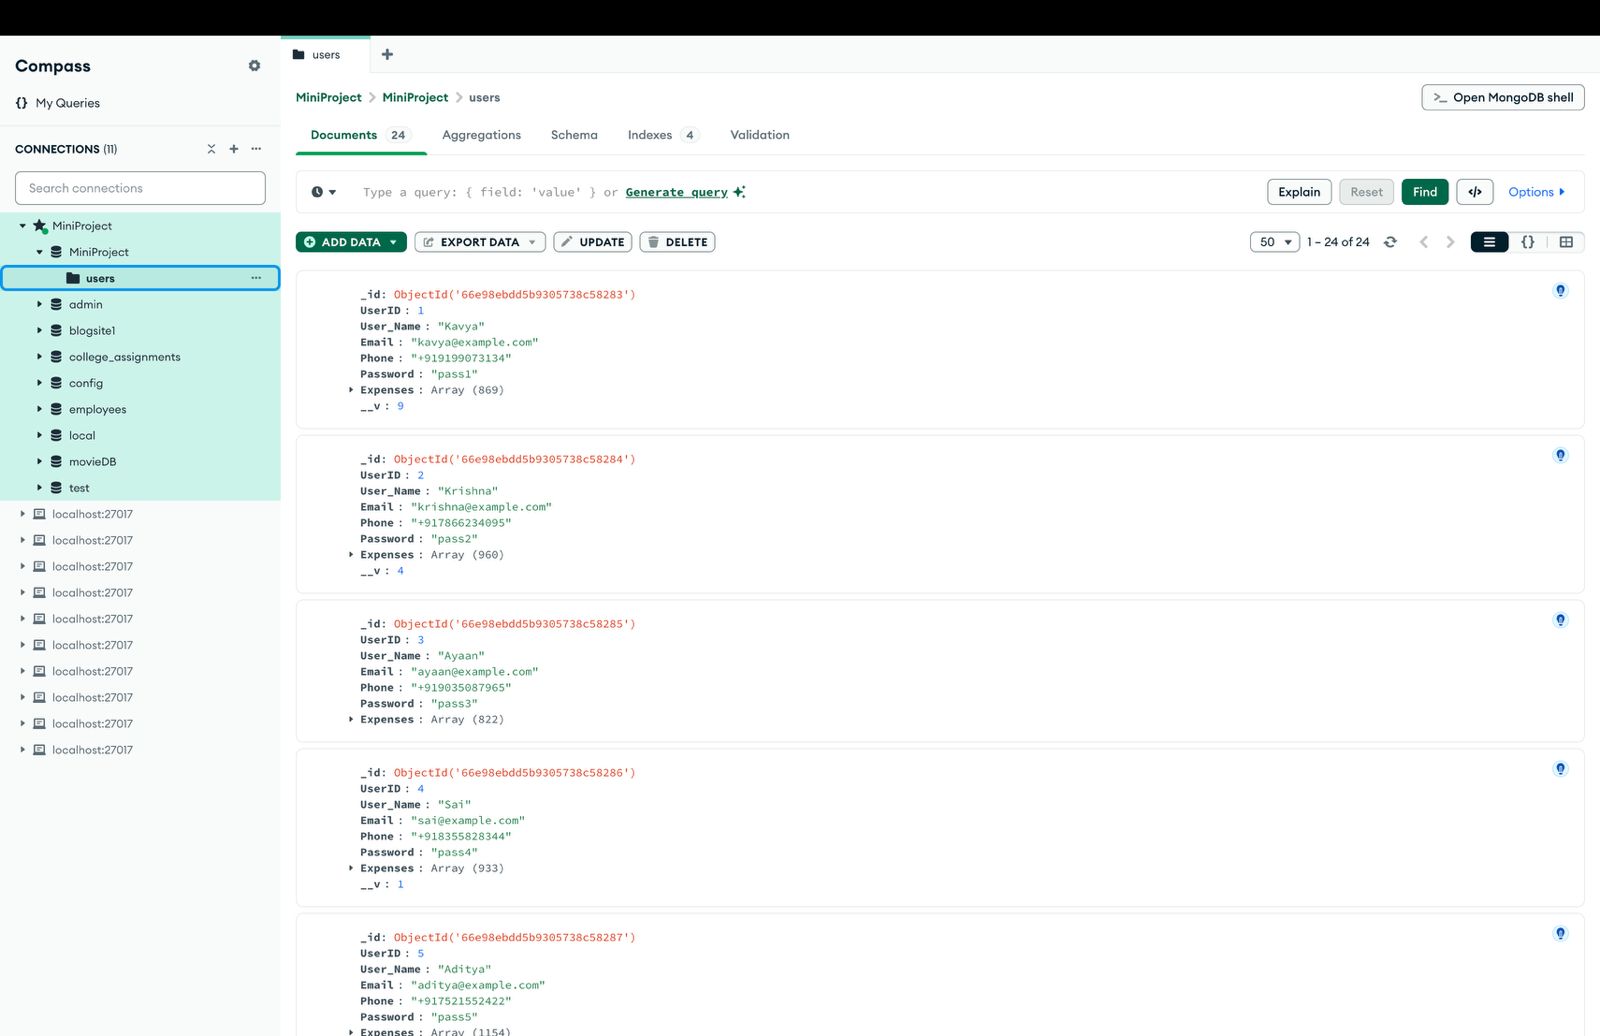 Compass
{} My Queries
CONNECTIONS (11)
Search connections
MiniProject
MiniProject
users
admin
blogsite1
college_assignments
config
employees
local
movieDB
test
localhost:27017
localhost:27017
localhost:27017
localhost:27017
localhost:27017
localhost:27017
localhost:27017
localhost:27017
localhost:27017
localhost:27017
users
MiniProject > MiniProject > users
>_ Open MongoDB shell
Documents 24 Aggregations Schema Indexes 4 Validation
Type a query: { field: 'value' } or Generate query
Explain Reset Find </> Options
ADD DATA EXPORT DATA UPDATE DELETE
50 1 – 24 of 24 {}
_id: ObjectId('66e98ebdd5b9305738c58283')
UserID : 1
User_Name : "Kavya"
Email : "kavya@example.com"
Phone : "+919199073134"
Password : "pass1"
Expenses : Array (869)
__v : 9
_id: ObjectId('66e98ebdd5b9305738c58284')
UserID : 2
User_Name : "Krishna"
Email : "krishna@example.com"
Phone : "+917866234095"
Password : "pass2"
Expenses : Array (960)
__v : 4
_id: ObjectId('66e98ebdd5b9305738c58285')
UserID : 3
User_Name : "Ayaan"
Email : "ayaan@example.com"
Phone : "+919035087965"
Password : "pass3"
Expenses : Array (822)
_id: ObjectId('66e98ebdd5b9305738c58286')
UserID : 4
User_Name : "Sai"
Email : "sai@example.com"
Phone : "+918355828344"
Password : "pass4"
Expenses : Array (933)
__v : 1
_id: ObjectId('66e98ebdd5b9305738c58287')
UserID : 5
User_Name : "Aditya"
Email : "aditya@example.com"
Phone : "+917521552422"
Password : "pass5"
Expenses : Array (1154)